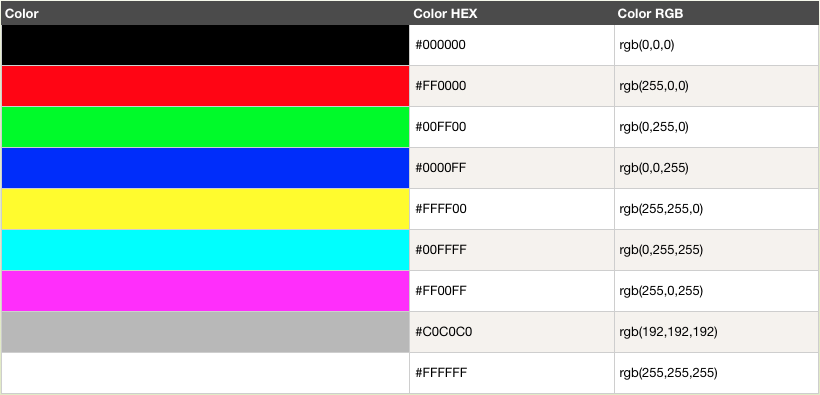 Color Color HEX Color RGB
#000000 rgb(0,0,0)
#FF0000 rgb(255,0,0)
#00FF00 rgb(0,255,0)
#0000FF rgb(0,0,255)
#FFFF00 rgb(255,255,0)
#00FFFF rgb(0,255,255)
#FF00FF rgb(255,0,255)
#C0C0C0 rgb(192,192,192)
#FFFFFF rgb(255,255,255)